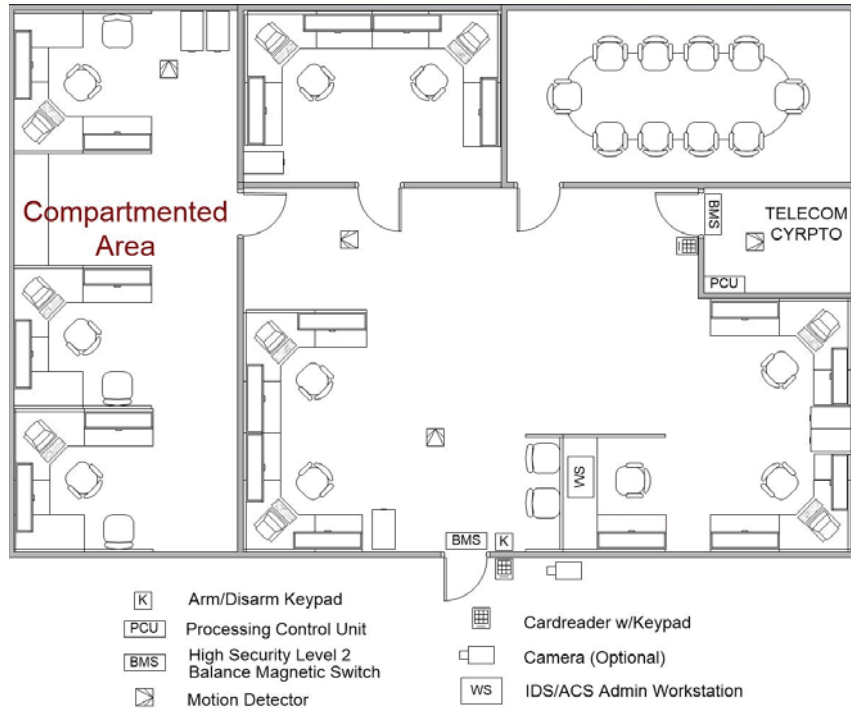 Compartmented
Area
BMS
TELECOM
CYRPTO
PCU
WS
BMS
K
K
Arm/Disarm Keypad
PCU
Processing Control Unit
BMS
High Security Level 2
Balance Magnetic Switch
Motion Detector
Cardreader w/Keypad
Camera (Optional)
WS
IDS/ACS Admin Workstation